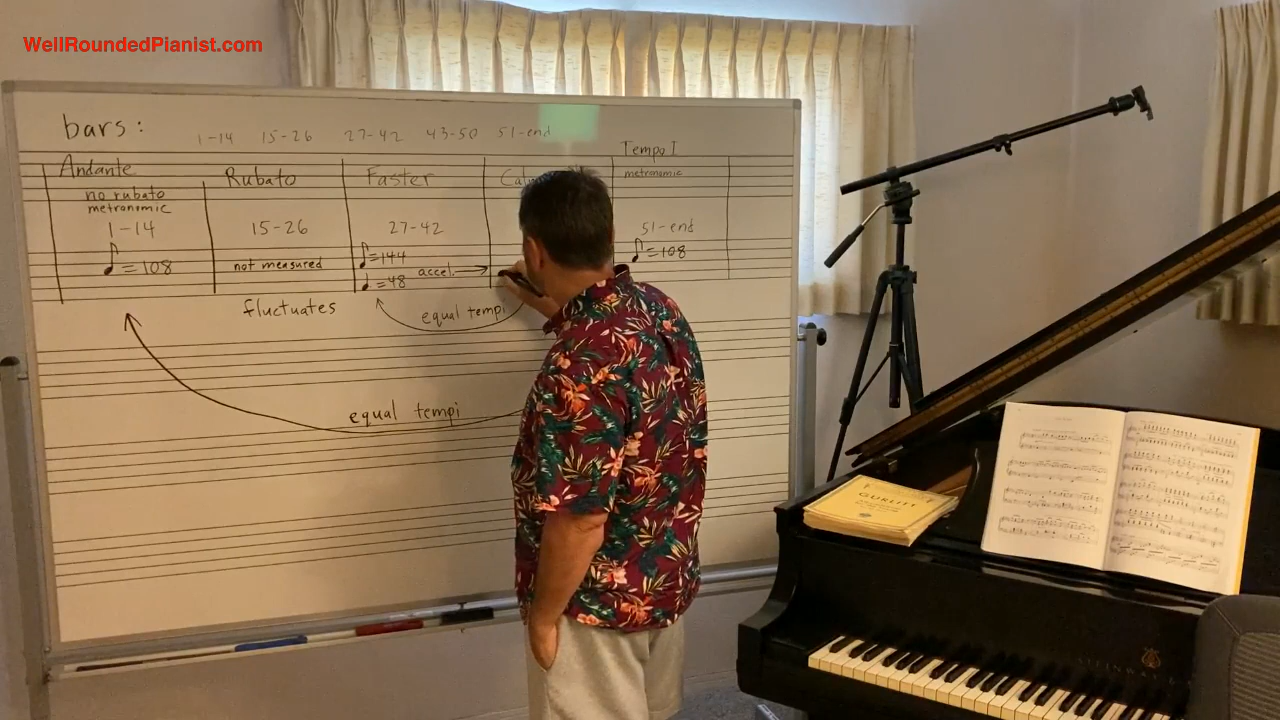 WellRoundedPianist.com
bars:
1-14 15-26 27-42 43-50 51-end
Andante
no rubato
metronomic
1-14
♪=108
Rubato
15-26
not measured
fluctuates
Faster
27-42
♪=144
♩=48 accel.
equal tempi
Tempo I
metronomic
51-end
♪=108
equal tempi
GURLITT